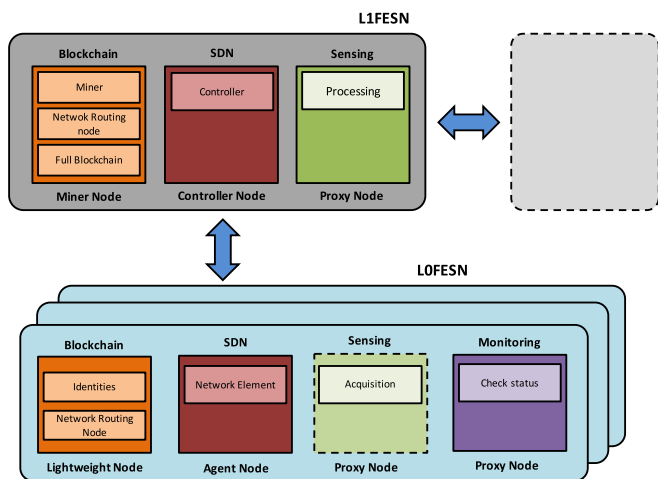 L1FESN
Blockchain
SDN
Sensing
Miner
Netwok Routing
node
Full Blockchain
Controller
Processing
Miner Node
Controller Node
Proxy Node
L0FESN
Blockchain
SDN
Sensing
Monitoring
Identities
Network Routing
Node
Network Element
Acquisition
Check status
Lightweight Node
Agent Node
Proxy Node
Proxy Node